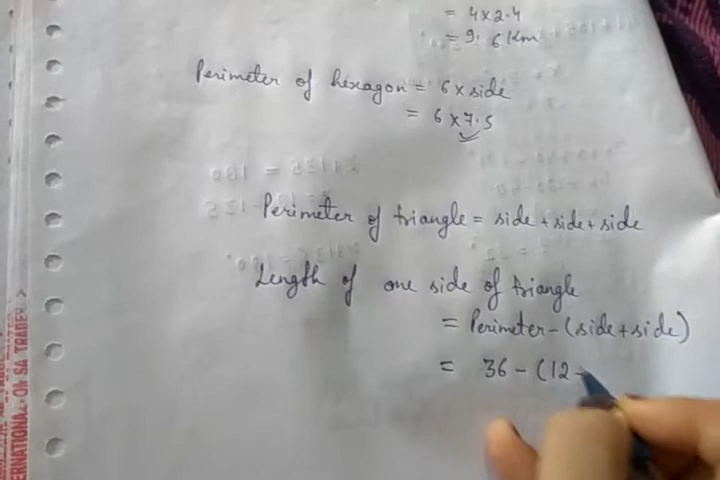 = 4×2.4
= 9.6 Km
Perimeter of hexagon = 6 × side
= 6 × 7.5
Perimeter of triangle = side + side + side
Length of one side of triangle
= Perimeter - (side + side)
= 36 - (12 -